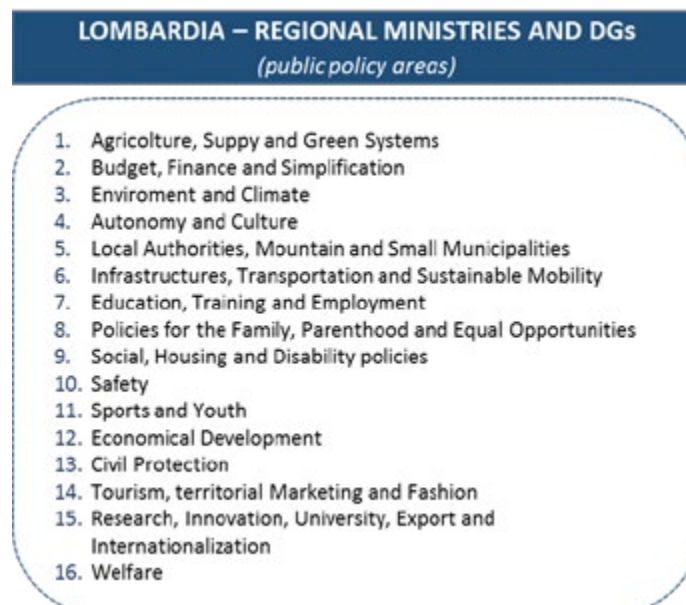 LOMBARDIA – REGIONAL MINISTRIES AND DGs
(public policy areas)
1. Agricolture, Suppy and Green Systems
2. Budget, Finance and Simplification
3. Enviroment and Climate
4. Autonomy and Culture
5. Local Authorities, Mountain and Small Municipalities
6. Infrastructures, Transportation and Sustainable Mobility
7. Education, Training and Employment
8. Policies for the Family, Parenthood and Equal Opportunities
9. Social, Housing and Disability policies
10. Safety
11. Sports and Youth
12. Economical Development
13. Civil Protection
14. Tourism, territorial Marketing and Fashion
15. Research, Innovation, University, Export and
Internationalization
16. Welfare